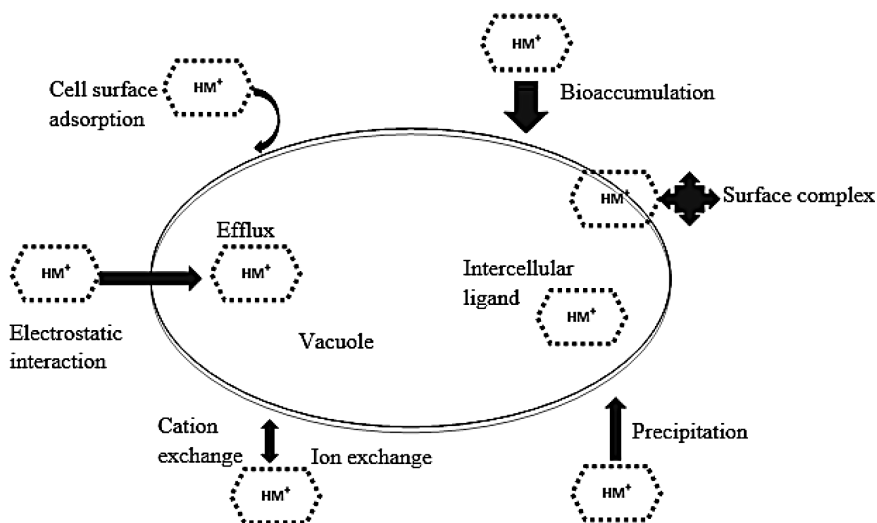 HM+
Cell surface
adsorption
HM+
Bioaccumulation
HM+
Surface complex
Efflux
HM+
HM+
Electrostatic
interaction
Intercellular
ligand
HM+
Vacuole
Cation
exchange
Ion exchange
HM+
Precipitation
HM+